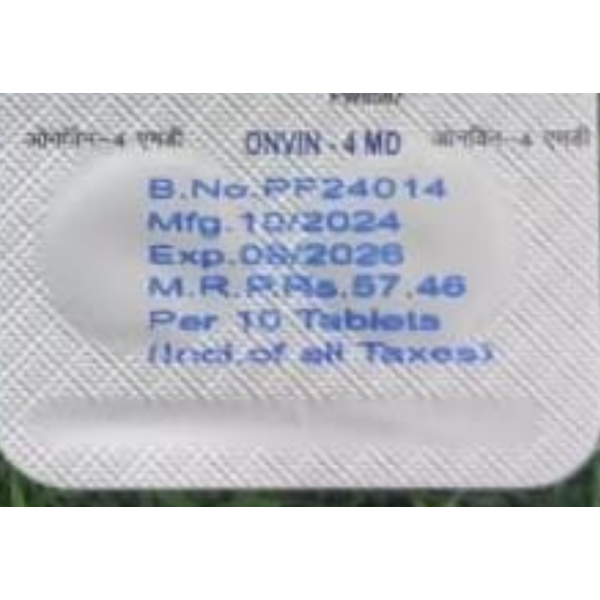 ओनविन-4 एमडी ONVIN - 4 MD ओनविन-4 एमडी
B.No.PF24014
Mfg.10/2024
Exp.09/2026
M.R.P.Rs.57.46
Per 10 Tablets
(Incl.of all Taxes)